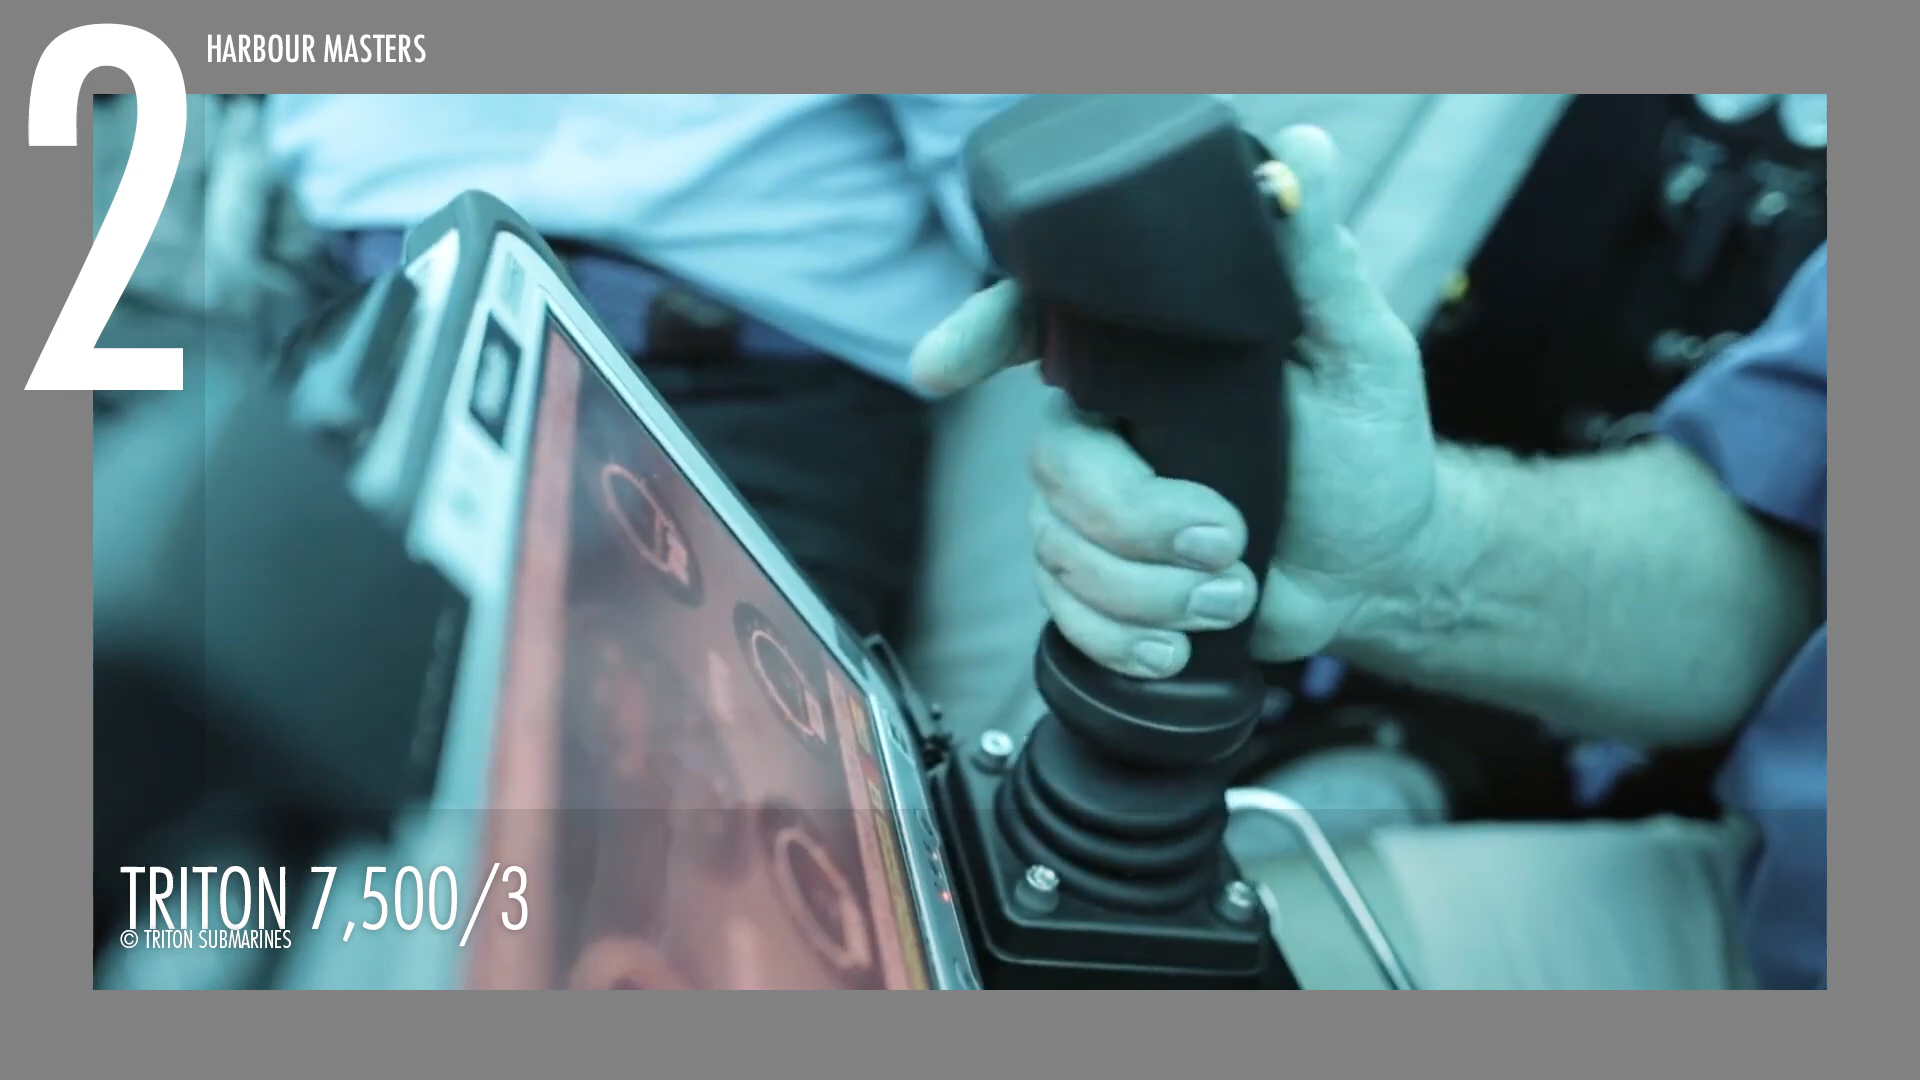 2
HARBOUR MASTERS
TRITON 7,500/3
© TRITON SUBMARINES